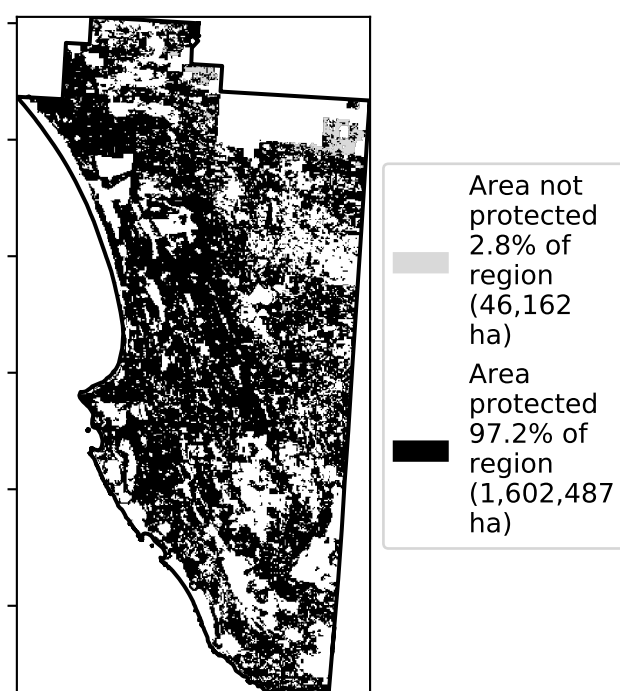 Area not
protected
2.8% of
region
(46,162
ha)
Area
protected
97.2% of
region
(1,602,487
ha)